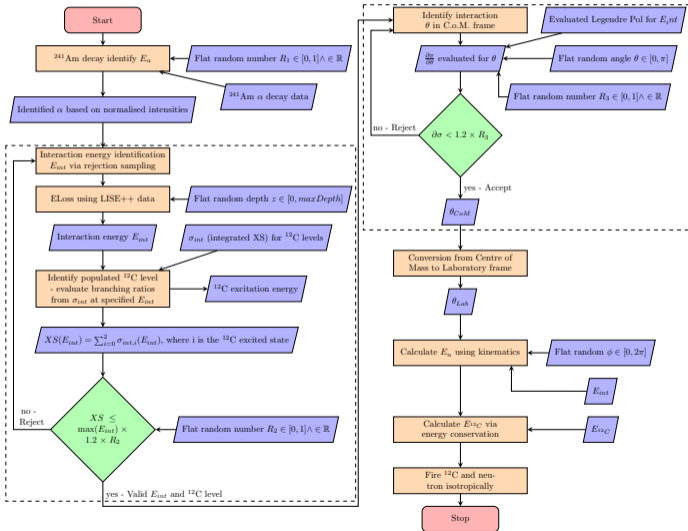 Start
²⁴¹Am decay identify Eα
Flat random number R₁ ∈ [0, 1]∧ ∈ ℝ
²⁴¹Am α decay data
Identified α based on normalised intensities
Interaction energy identification
E_int via rejection sampling
ELoss using LISE++ data
Flat random depth z ∈ [0, maxDepth]
Interaction energy E_int
σ_int (integrated XS) for ¹²C levels
Identify populated ¹²C level
- evaluate branching ratios
from σ_int at specified E_int
¹²C excitation energy
XS(E_int) = ∑²ᵢ₌₀ σ_int,i(E_int), where i is the ¹²C excited state
no -
Reject
XS ≤
max(E_int) ×
1.2 × R₂
Flat random number R₂ ∈ [0, 1]∧ ∈ ℝ
yes - Valid E_int and ¹²C level
Identify interaction
θ in C.o.M. frame
Evaluated Legendre Pol for E_int
∂σ/∂θ evaluated for θ
Flat random angle θ ∈ [0, π]
Flat random number R₃ ∈ [0, 1]∧ ∈ ℝ
no - Reject
∂σ < 1.2 × R₃
yes - Accept
θ_CoM
Conversion from Centre of
Mass to Laboratory frame
θ_Lab
Calculate Eₙ using kinematics
Flat random ϕ ∈ [0, 2π]
E_int
Calculate E_¹²C via
energy conservation
E_¹²C
Fire ¹²C and neu-
tron isotropically
Stop